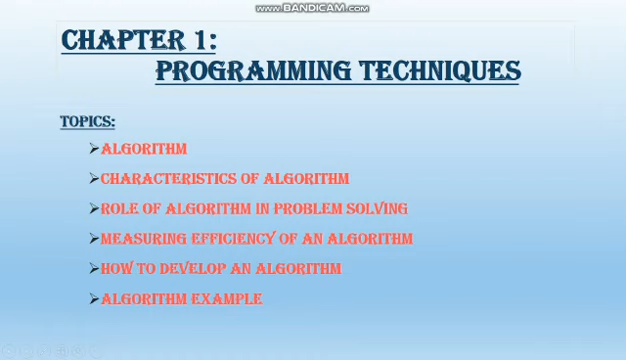 WWW.BANDICAM.COM
CHAPTER 1:
PROGRAMMING TECHNIQUES
TOPICS:
➢ALGORITHM
➢CHARACTERISTICS OF ALGORITHM
➢ROLE OF ALGORITHM IN PROBLEM SOLVING
➢MEASURING EFFICIENCY OF AN ALGORITHM
➢HOW TO DEVELOP AN ALGORITHM
➢ALGORITHM EXAMPLE